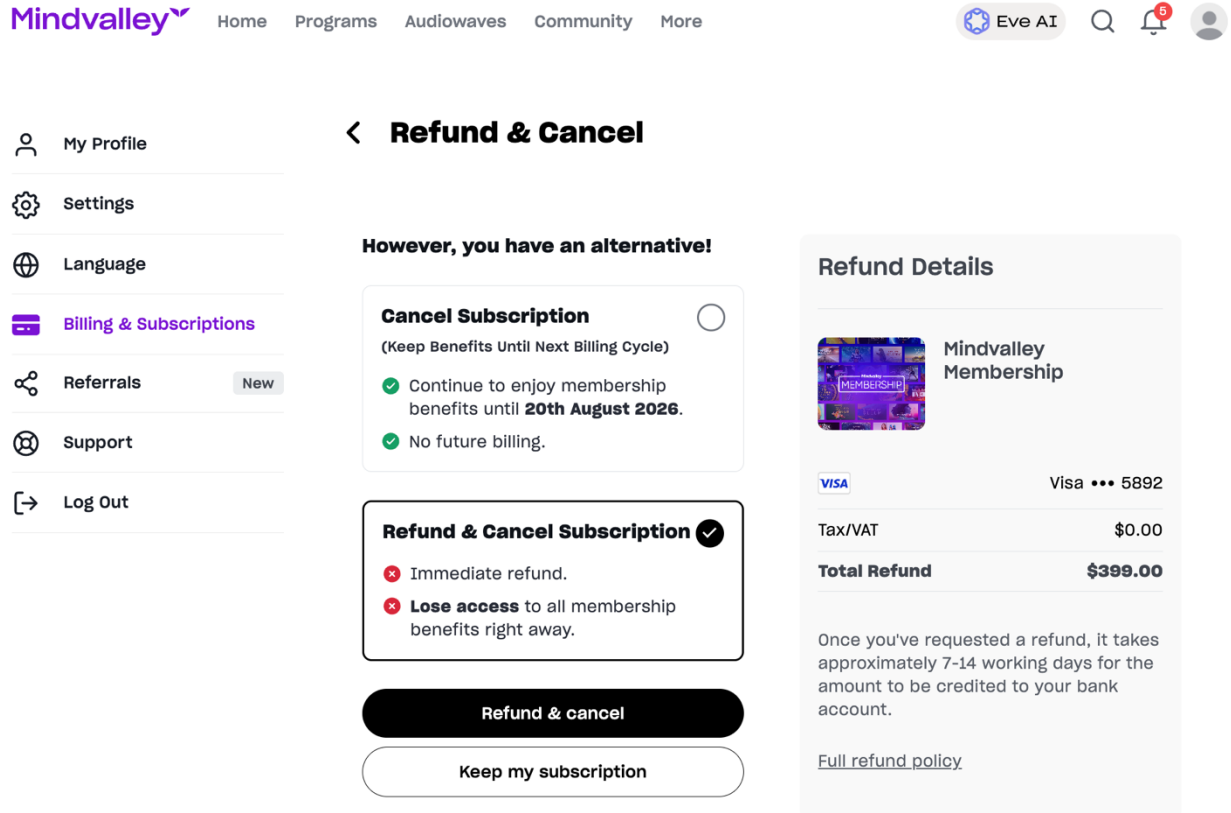 Mindvalley
Home Programs Audiowaves Community More
Eve AI
5
My Profile
Settings
Language
Billing & Subscriptions
Referrals New
Support
Log Out
Refund & Cancel
However, you have an alternative!
Cancel Subscription
(Keep Benefits Until Next Billing Cycle)
Continue to enjoy membership
benefits until 20th August 2026.
No future billing.
Refund & Cancel Subscription
Immediate refund.
Lose access to all membership
benefits right away.
Refund & cancel
Keep my subscription
Refund Details
MEMBERSHIP
Mindvalley
Membership
VISA Visa ••• 5892
Tax/VAT $0.00
Total Refund $399.00
Once you've requested a refund, it takes
approximately 7-14 working days for the
amount to be credited to your bank
account.
Full refund policy